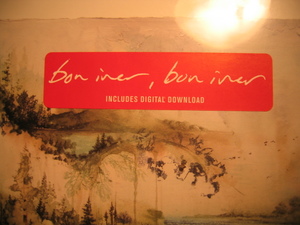 bon iver, bon iver
INCLUDES DIGITAL DOWNLOAD